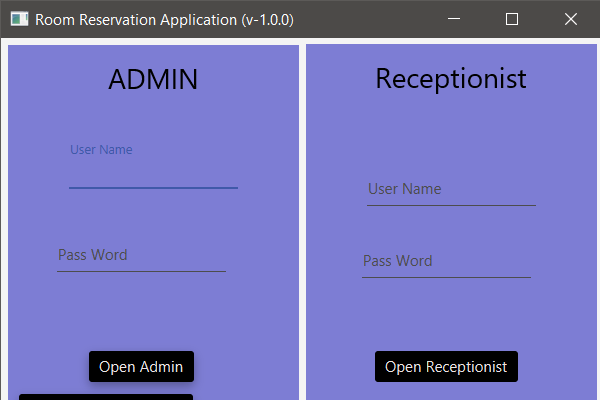 Room Reservation Application (v-1.0.0)
ADMIN
User Name
Pass Word
Open Admin
Receptionist
User Name
Pass Word
Open Receptionist